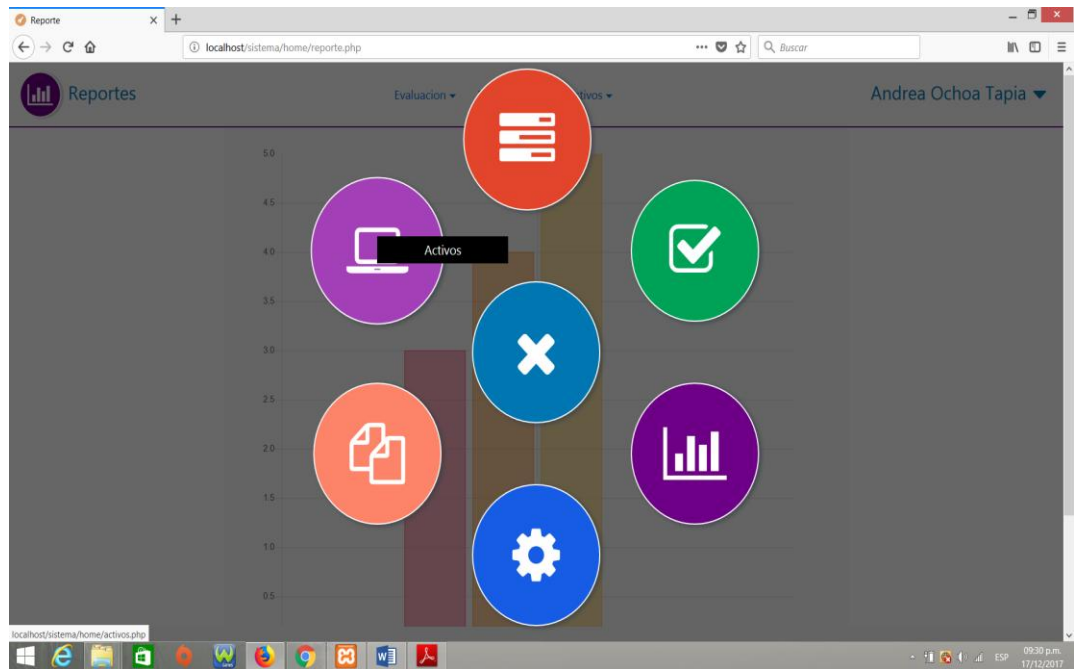 Reporte
localhost/sistema/home/reporte.php
Buscar
Reportes
Evaluacion
tivos
Andrea Ochoa Tapia
5.0
4.5
4.0
3.5
3.0
2.5
2.0
1.5
1.0
0.5
Activos
localhost/sistema/home/activos.php
ESP
09:30 p.m.
17/12/2017